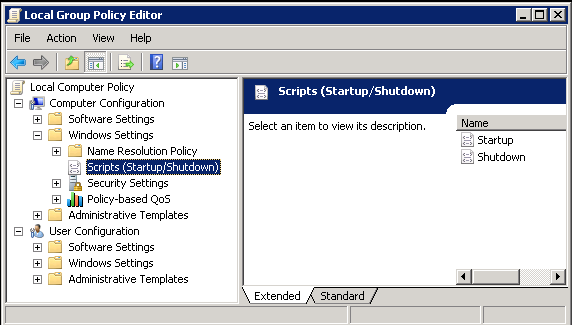 Local Group Policy Editor
File Action View Help
Local Computer Policy
Computer Configuration
Software Settings
Windows Settings
Name Resolution Policy
Scripts (Startup/Shutdown)
Security Settings
Policy-based QoS
Administrative Templates
User Configuration
Software Settings
Windows Settings
Administrative Templates
Scripts (Startup/Shutdown)
Select an item to view its description.
Name
Startup
Shutdown
Extended Standard